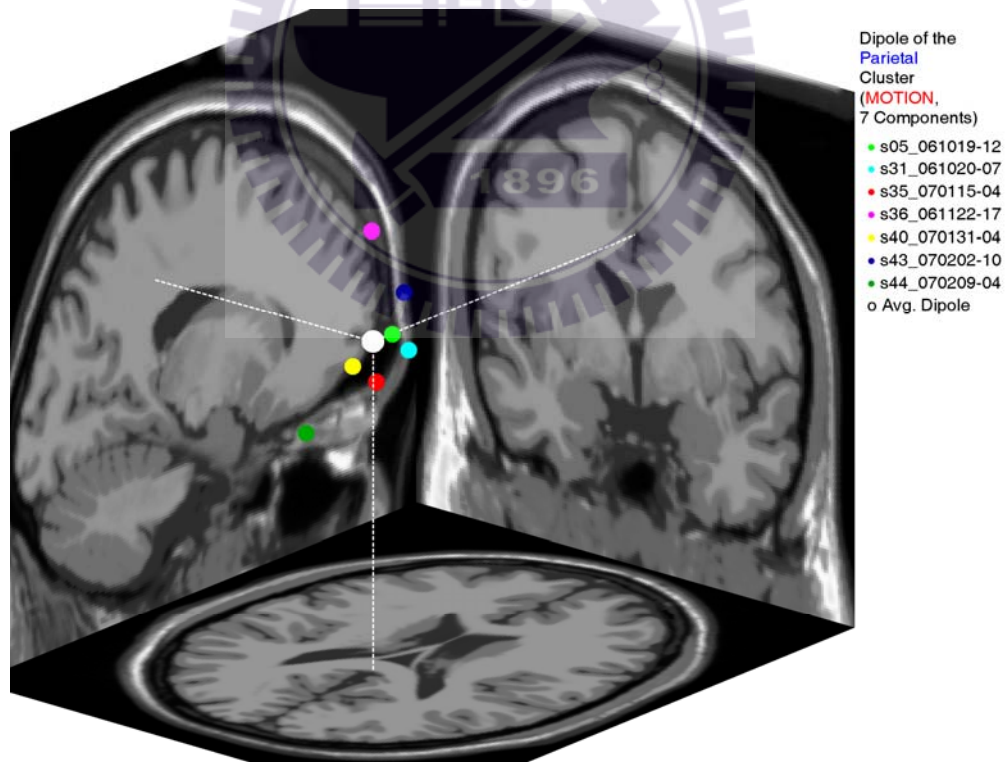 1896
Dipole of the
Parietal
Cluster
(MOTION,
7 Components)
s05_061019-12
s31_061020-07
s35_070115-04
s36_061122-17
s40_070131-04
s43_070202-10
s44_070209-04
o Avg. Dipole